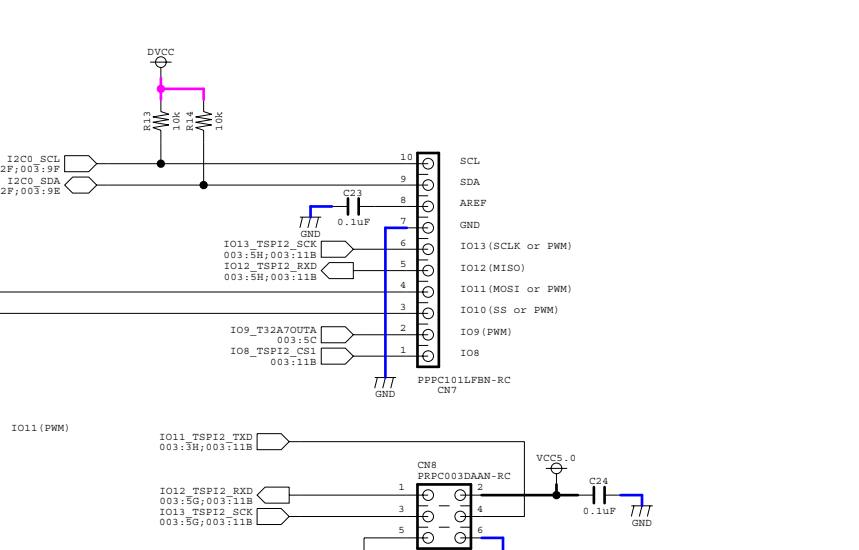 DVCC
R13
10k
R14
10k
I2C0_SCL
2F;003:9F
I2C0_SDA
2F;003:9E
10
SCL
9
SDA
C23
0.1uF
8
AREF
GND
7
GND
IO13_TSPI2_SCK
003:5H;003:11B
6
IO13(SCLK or PWM)
IO12_TSPI2_RXD
003:5H;003:11B
5
IO12(MISO)
4
IO11(MOSI or PWM)
3
IO10(SS or PWM)
IO9_T32A7OUTA
003:5C
2
IO9(PWM)
IO8_TSPI2_CS1
003:11B
1
IO8
GND
PPPC101LFBN-RC
CN7
IO11(PWM)
IO11_TSPI2_TXD
003:3H;003:11B
CN8
PRPC003DAAN-RC
VCC5.0
C24
0.1uF
GND
IO12_TSPI2_RXD
003:5G;003:11B
1
2
IO13_TSPI2_SCK
003:5G;003:11B
3
4
5
6